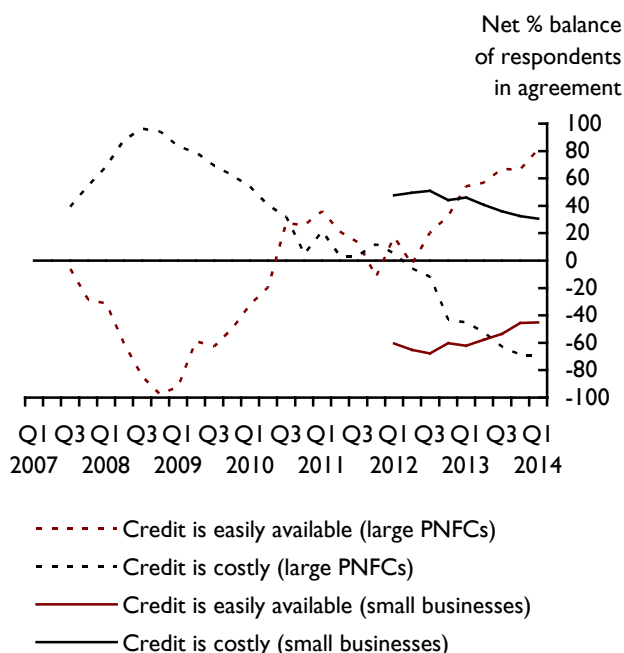 Net % balance
of respondents
in agreement
100
80
60
40
20
0
-20
-40
-60
-80
-100
Q1 Q3 Q1 Q3 Q1 Q3 Q1 Q3 Q1 Q3 Q1 Q3 Q1 Q3 Q1
2007 2008 2009 2010 2011 2012 2013 2014
Credit is easily available (large PNFCs)
Credit is costly (large PNFCs)
Credit is easily available (small businesses)
Credit is costly (small businesses)